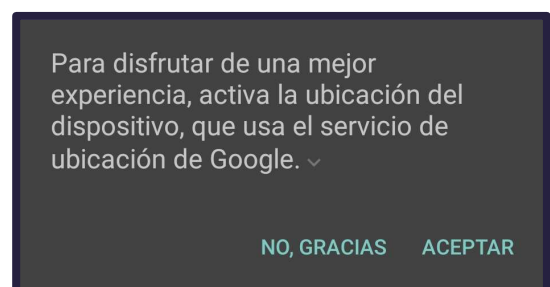 Para disfrutar de una mejor
experiencia, activa la ubicación del
dispositivo, que usa el servicio de
ubicación de Google.
NO, GRACIAS ACEPTAR